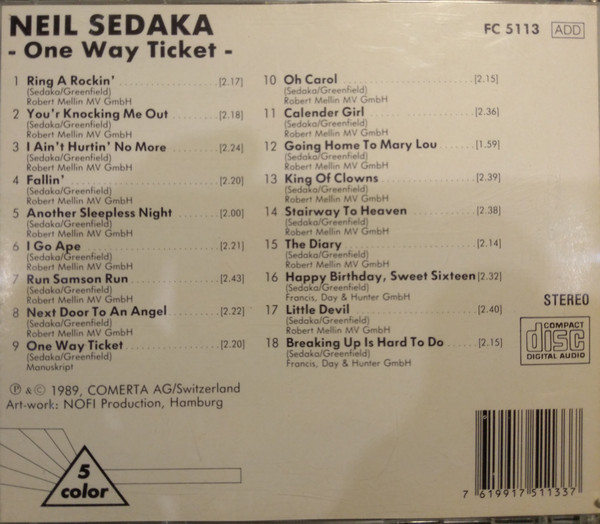 NEIL SEDAKA
- One Way Ticket -
FC 5113 ADD
1 Ring A Rockin' [2.17]
(Sedaka/Greenfield)
Robert Mellin MV GmbH
2 You'r Knocking Me Out [2.18]
(Sedaka/Greenfield)
Robert Mellin MV GmbH
3 I Ain't Hurtin' No More [2.24]
(Sedaka/Greenfield)
Robert Mellin MV GmbH
4 Fallin' [2.20]
(Sedaka/Greenfield)
Robert Mellin MV GmbH
5 Another Sleepless Night [2.00]
(Sedaka/Greenfield)
Robert Mellin MV GmbH
6 I Go Ape [2.21]
(Sedaka/Greenfield)
Robert Mellin MV GmbH
7 Run Samson Run [2.43]
(Sedaka/Greenfield)
Robert Mellin MV GmbH
8 Next Door To An Angel [2.22]
(Sedaka/Greenfield)
Robert Mellin MV GmbH
9 One Way Ticket [2.20]
(Sedaka/Greenfield)
Manuskript
10 Oh Carol [2.15]
(Sedaka/Greenfield)
Robert Mellin MV GmbH
11 Calender Girl [2.36]
(Sedaka/Greenfield)
Robert Mellin MV GmbH
12 Going Home To Mary Lou [1.59]
(Sedaka/Greenfield)
Robert Mellin MV GmbH
13 King Of Clowns [2.39]
(Sedaka/Greenfield)
Robert Mellin MV GmbH
14 Stairway To Heaven [2.38]
(Sedaka/Greenfield)
Robert Mellin MV GmbH
15 The Diary [2.14]
(Sedaka/Greenfield)
Robert Mellin MV GmbH
16 Happy Birthday, Sweet Sixteen [2.32]
(Sedaka/Greenfield)
Francis, Day & Hunter GmbH
17 Little Devil [2.40]
(Sedaka/Greenfield)
Robert Mellin MV GmbH
18 Breaking Up Is Hard To Do [2.15]
(Sedaka/Greenfield)
Francis, Day & Hunter GmbH
STEREO
COMPACT
disc
DIGITAL AUDIO
℗ & © 1989, COMERTA AG/Switzerland
Art-work: NOFI Production, Hamburg
5
color
7 619917 511337